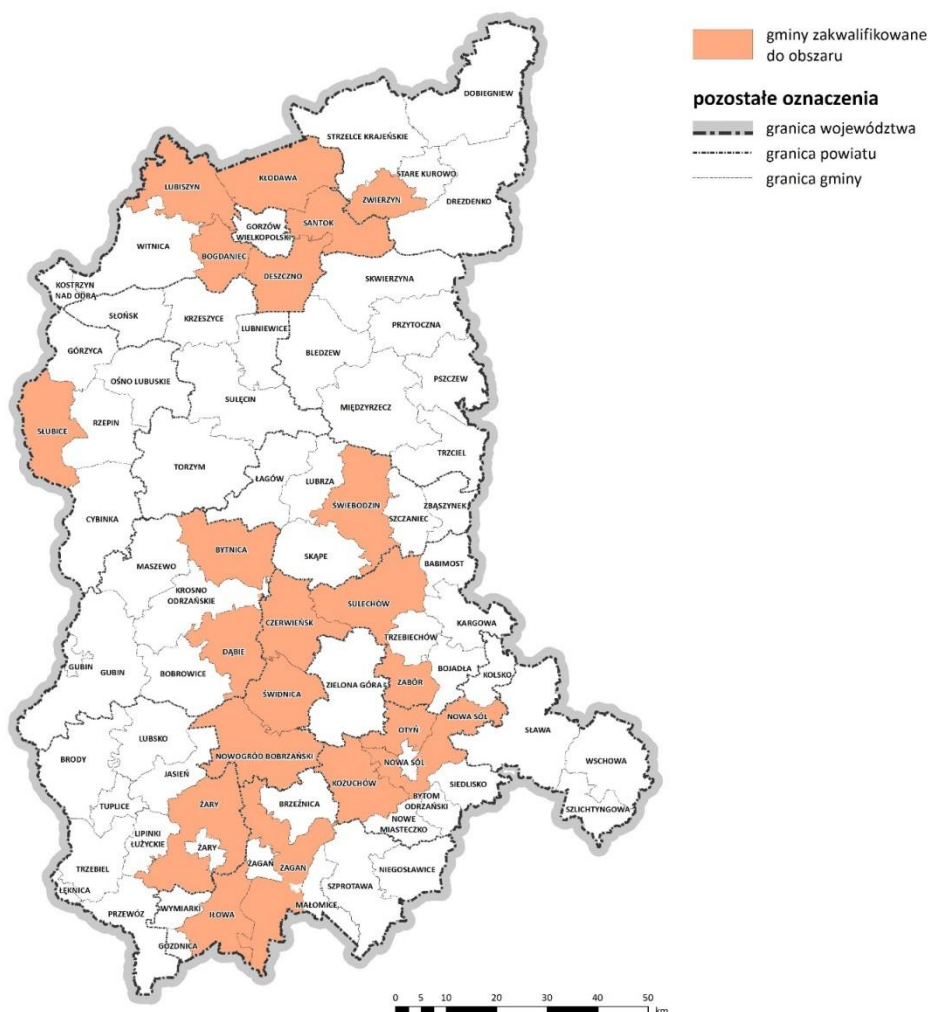 gminy zakwalifikowane
do obszaru
pozostałe oznaczenia
granica województwa
granica powiatu
granica gminy
DOBIEGNIEW
STRZELCE KRAJEŃSKIE
STARE KUROWO
KŁODAWA
LUBISZYN
ZWIERZYN
DREZDENKO
SANTOK
GORZÓW
WIELKOPOLSKI
WITNICA
BOGDANIEC
DESZCZNO
SKWIERZYNA
KOSTRZYN
NAD ODRĄ
SŁOŃSK
KRZESZYCE
LUBNIEWICE
PRZYTOCZNA
GÓRZYCA
BLEDZEW
PSZCZEW
OŚNO LUBUSKIE
SULĘCIN
MIĘDZYRZECZ
RZEPIN
SŁUBICE
TRZCIEL
TORZYM
ŁAGÓW
LUBRZA
ŚWIEBODZIN
ZBĄSZYNEK
SZCZANIEC
CYBINKA
BYTNICA
SKĄPE
BABIMOST
MASZEWO
KROSNO
ODRZAŃSKIE
SULECHÓW
CZERWIEŃSK
KARGOWA
TRZEBIECHÓW
DĄBIE
GUBIN
GUBIN
BOBROWICE
BOJADŁA
KOLSKO
ZIELONA GÓRA
ZABÓR
ŚWIDNICA
NOWA SÓL
OTYŃ
SŁAWA
LUBSKO
BRODY
NOWOGRÓD BOBRZAŃSKI
NOWA SÓL
WSCHOWA
JASIEŃ
KOŻUCHÓW
SIEDLISKO
BYTOM
ODRZAŃSKI
TUPLICE
ŻARY
BRZEŹNICA
SZLICHTYNGOWA
NOWE
MIASTECZKO
LIPINKI
ŁUŻYCKIE
ŻARY
ŻAGAŃ
ŻAGAŃ
TRZEBIEL
NIEGOSŁAWICE
SZPROTAWA
ŁĘKNICA
PRZEWÓZ
WYMIARKI
IŁOWA
MAŁOMICE
GOZDNICA
0 5 10 20 30 40 50
km